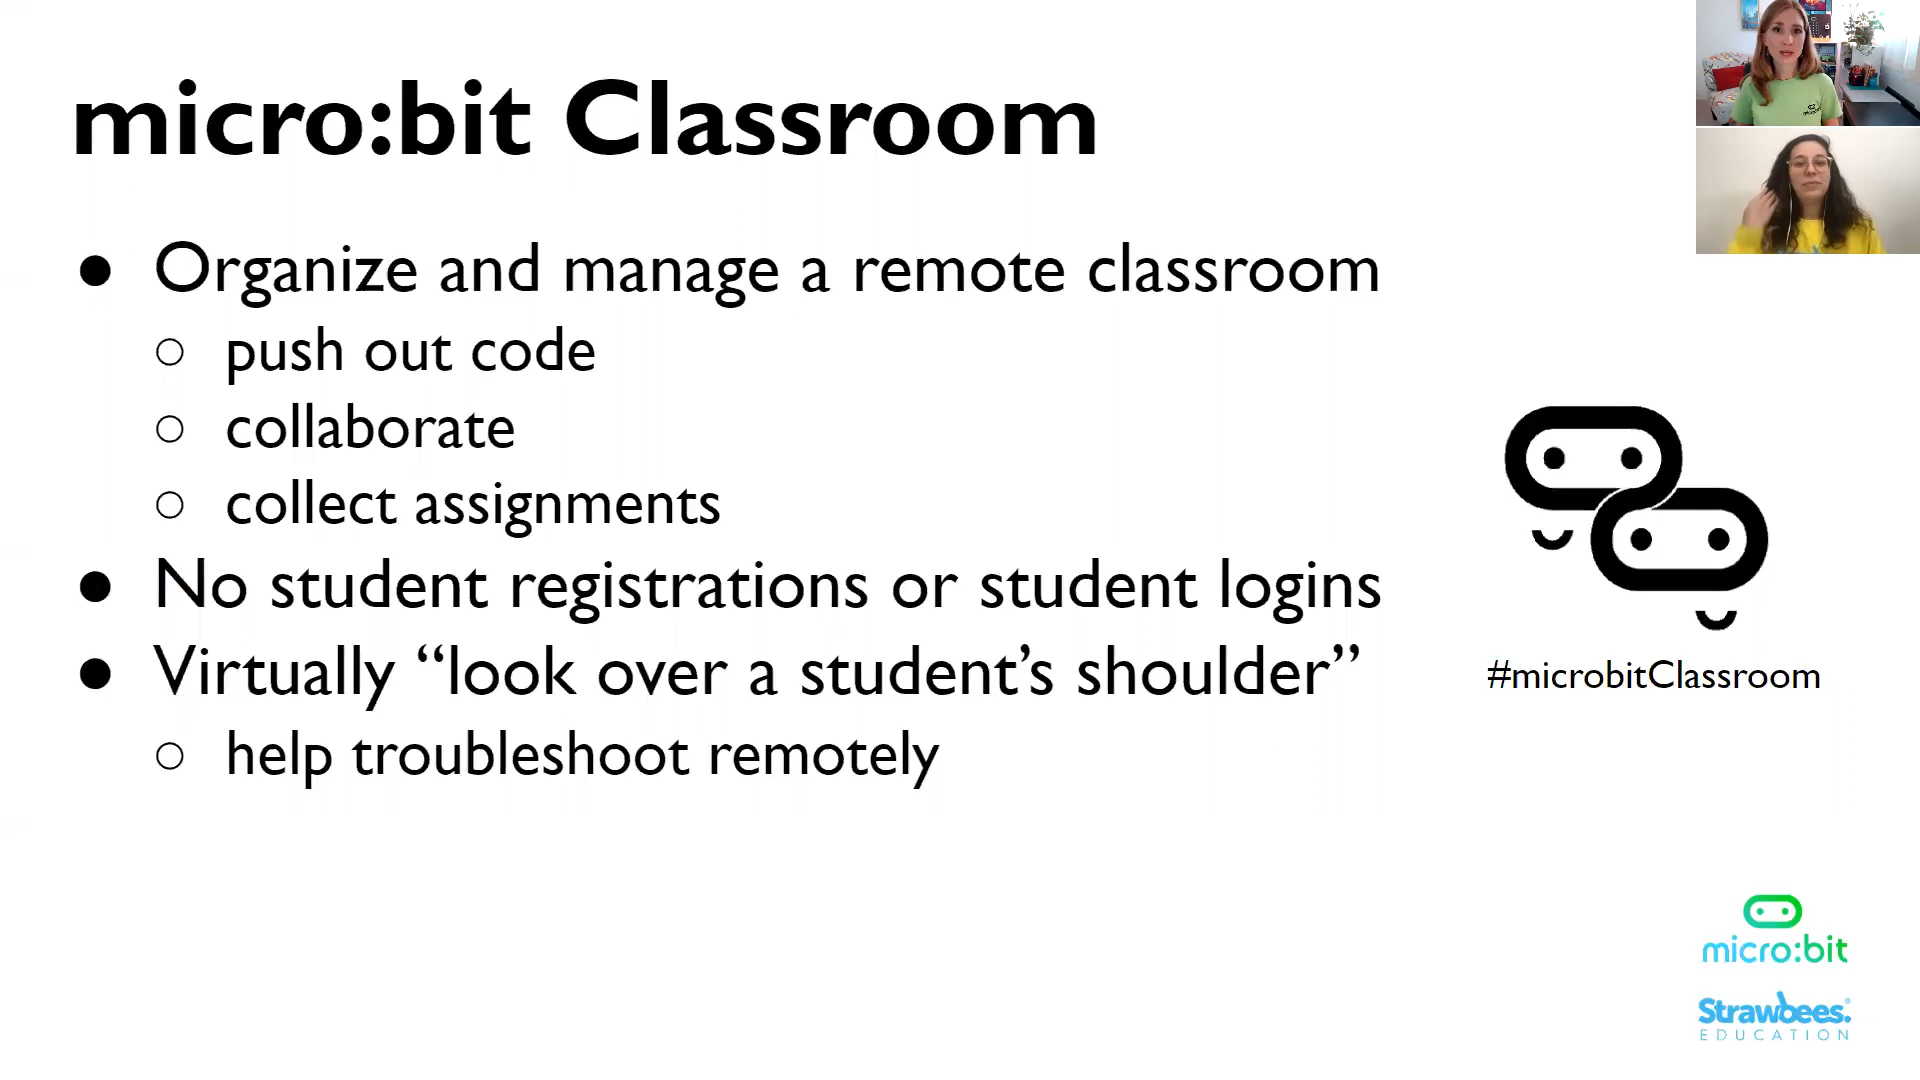 micro:bit Classroom
● Organize and manage a remote classroom
○ push out code
○ collaborate
○ collect assignments
● No student registrations or student logins
● Virtually “look over a student’s shoulder”
○ help troubleshoot remotely
#microbitClassroom
micro:bit
Strawbees.®
EDUCATION